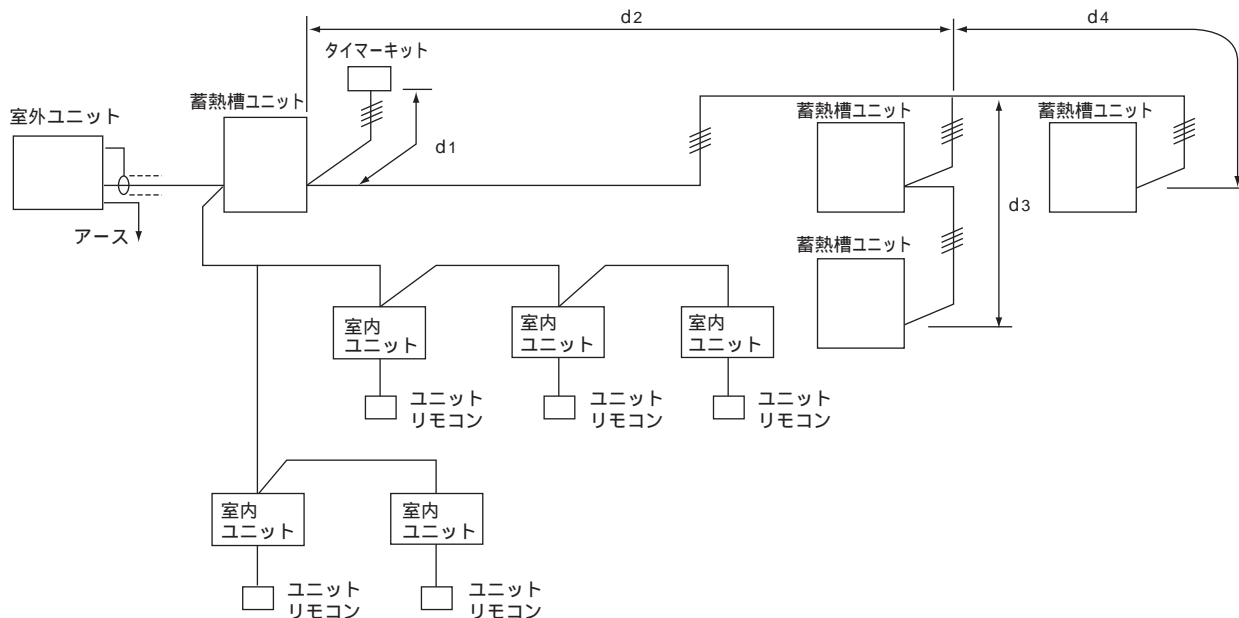 d2
d4
タイマーキット
蓄熱槽ユニット
室外ユニット
d1
アース
蓄熱槽ユニット
蓄熱槽ユニット
d3
蓄熱槽ユニット
室内
ユニット
室内
ユニット
室内
ユニット
ユニット
リモコン
ユニット
リモコン
ユニット
リモコン
室内
ユニット
室内
ユニット
ユニット
リモコン
ユニット
リモコン